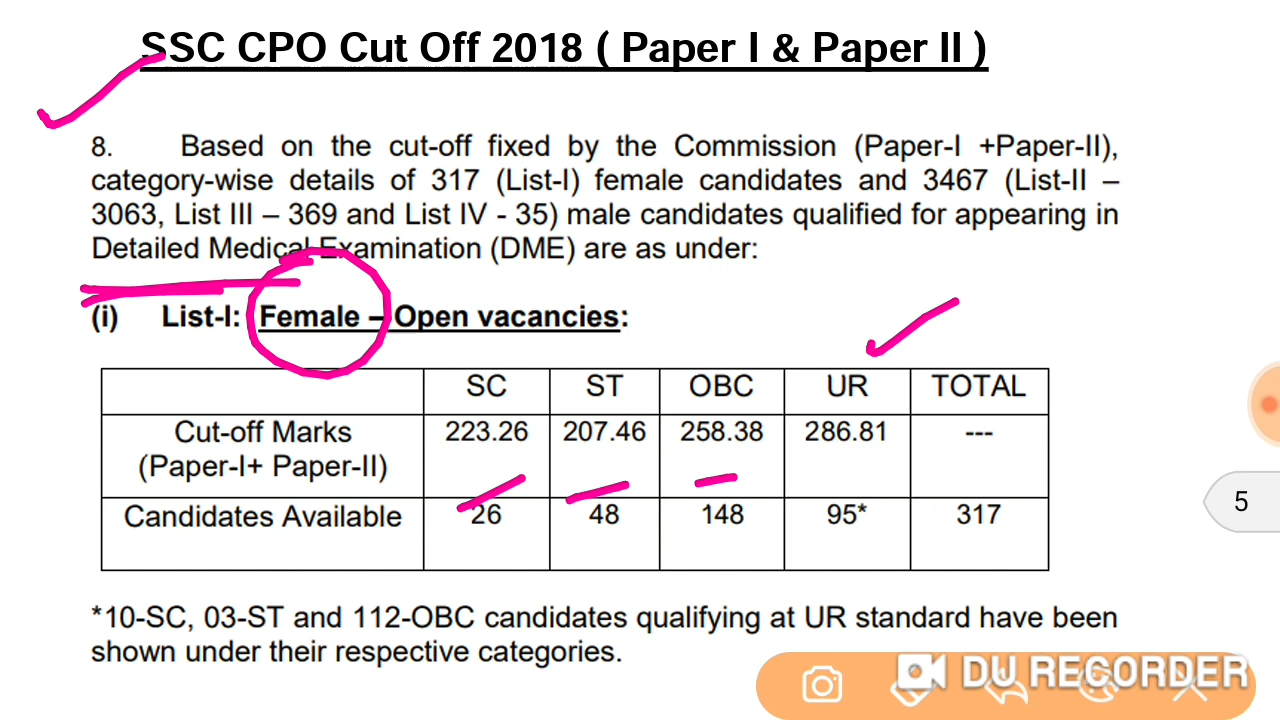 SSC CPO Cut Off 2018 ( Paper I & Paper II )
8. Based on the cut-off fixed by the Commission (Paper-I +Paper-II),
category-wise details of 317 (List-I) female candidates and 3467 (List-II –
3063, List III – 369 and List IV - 35) male candidates qualified for appearing in
Detailed Medical Examination (DME) are as under:
(i) List-I: Female – Open vacancies:
SC ST OBC UR TOTAL
Cut-off Marks 223.26 207.46 258.38 286.81 ---
(Paper-I+ Paper-II)
Candidates Available 26 48 148 95* 317
5
*10-SC, 03-ST and 112-OBC candidates qualifying at UR standard have been
shown under their respective categories.
DU RECORDER